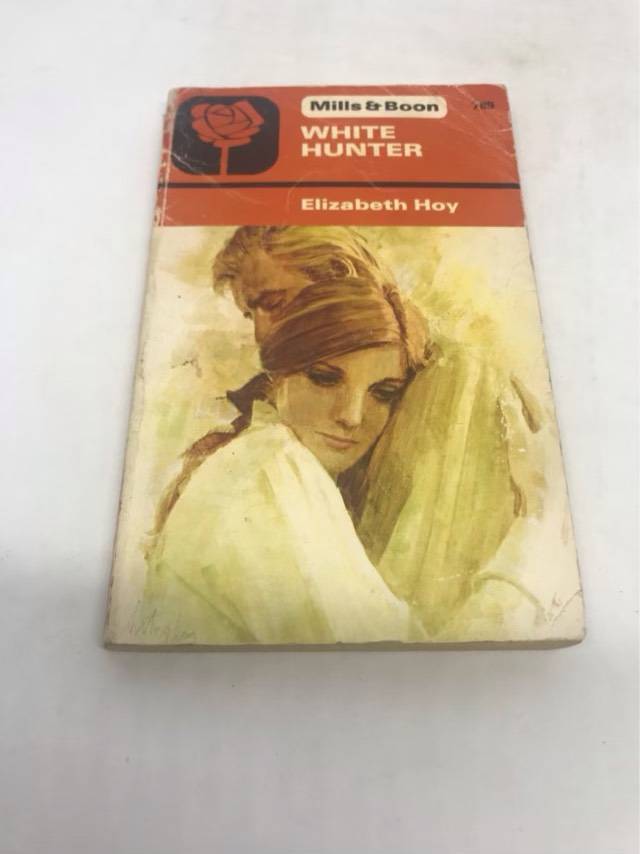 Mills & Boon
WHITE
HUNTER
Elizabeth Hoy